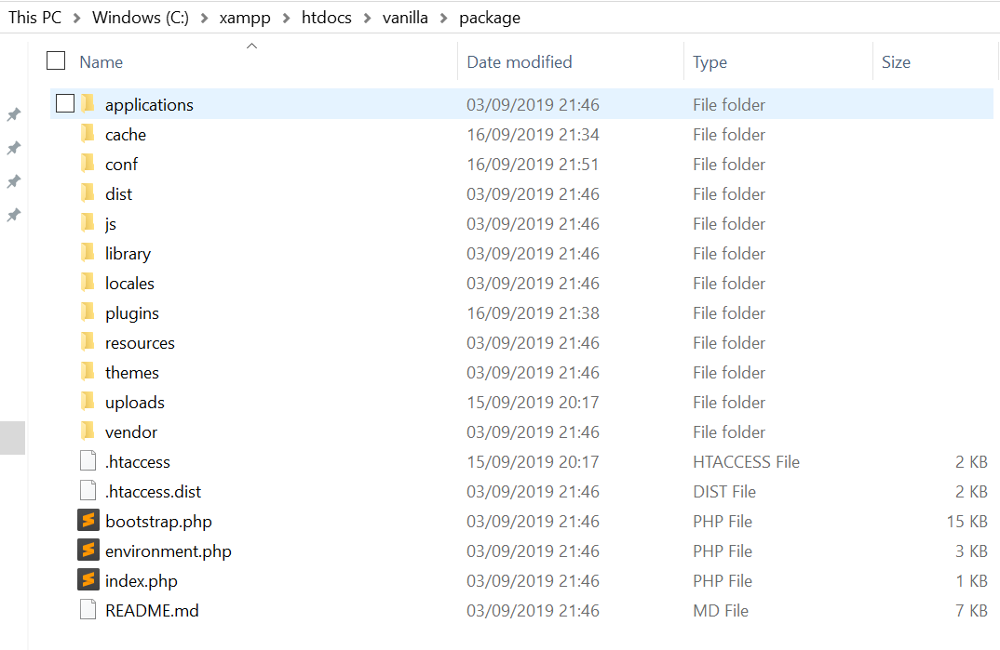 This PC > Windows (C:) > xampp > htdocs > vanilla > package
Name Date modified Type Size
applications 03/09/2019 21:46 File folder
cache 16/09/2019 21:34 File folder
conf 16/09/2019 21:51 File folder
dist 03/09/2019 21:46 File folder
js 03/09/2019 21:46 File folder
library 03/09/2019 21:46 File folder
locales 03/09/2019 21:46 File folder
plugins 16/09/2019 21:38 File folder
resources 03/09/2019 21:46 File folder
themes 03/09/2019 21:46 File folder
uploads 15/09/2019 20:17 File folder
vendor 03/09/2019 21:46 File folder
.htaccess 15/09/2019 20:17 HTACCESS File 2 KB
.htaccess.dist 03/09/2019 21:46 DIST File 2 KB
bootstrap.php 03/09/2019 21:46 PHP File 15 KB
environment.php 03/09/2019 21:46 PHP File 3 KB
index.php 03/09/2019 21:46 PHP File 1 KB
README.md 03/09/2019 21:46 MD File 7 KB